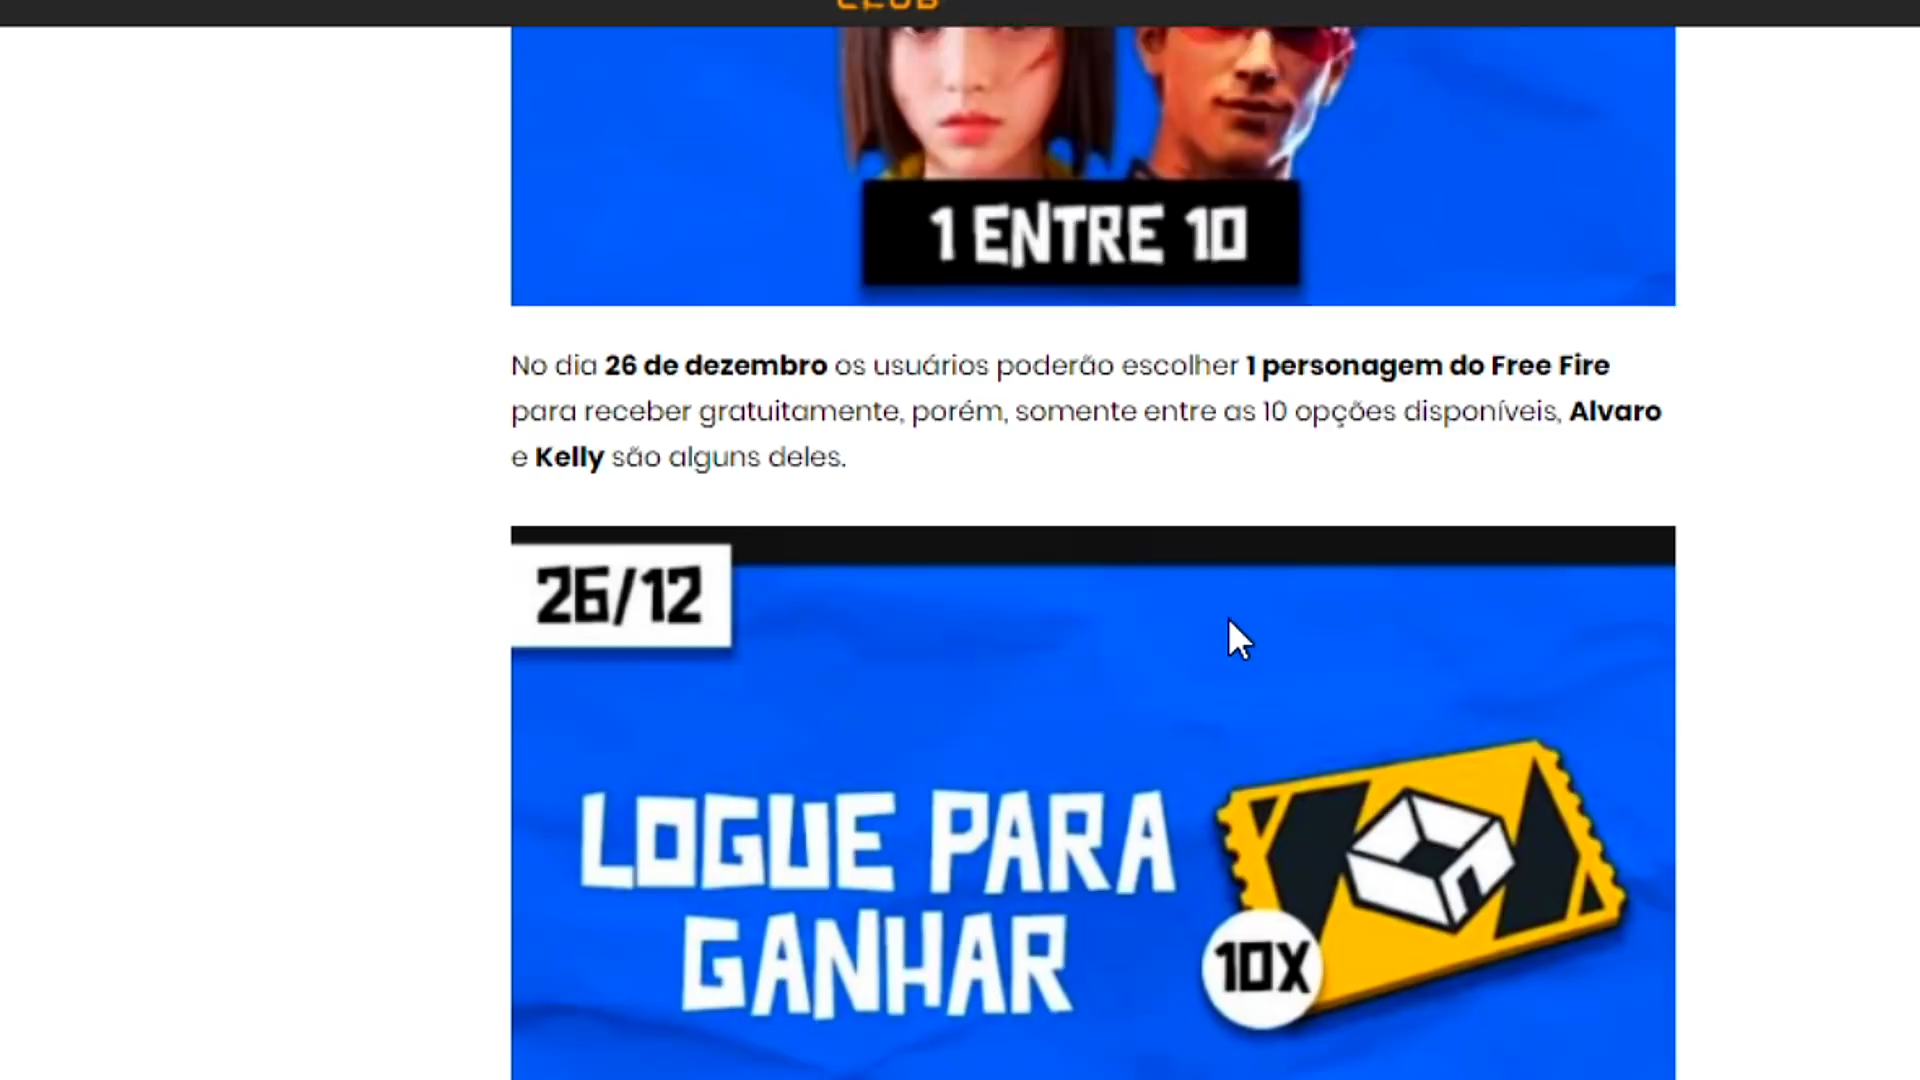 CLUB
1 ENTRE 10
No dia 26 de dezembro os usuários poderão escolher 1 personagem do Free Fire
para receber gratuitamente, porém, somente entre as 10 opções disponíveis, Alvaro
e Kelly são alguns deles.
26/12
LOGUE PARA
GANHAR
10X